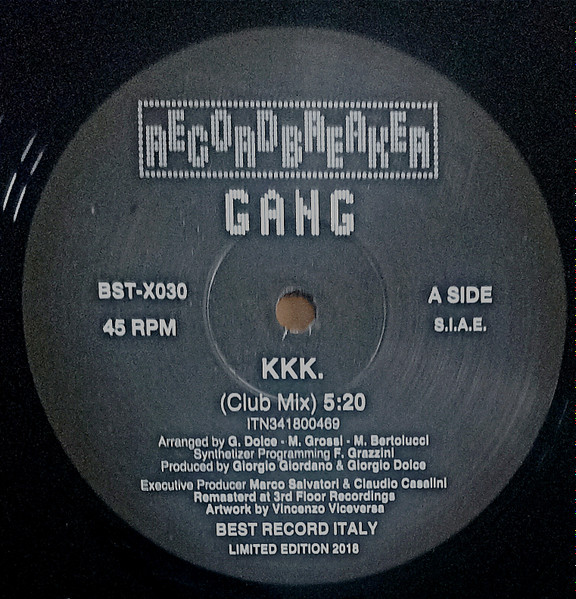 RECORDBREAKER
GANG
BST-X030
A SIDE
45 RPM
S.I.A.E.
KKK.
(Club Mix) 5:20
ITN341800469
Arranged by G. Dolce - M. Grossi - M. Bertolucci
Synthetizer Programming F. Grazzini
Produced by Giorgio Giordano & Giorgio Dolce
Executive Producer Marco Salvatori & Claudio Casalini
Remasterd at 3rd Floor Recordings
Artwork by Vincenzo Viceversa
BEST RECORD ITALY
LIMITED EDITION 2018